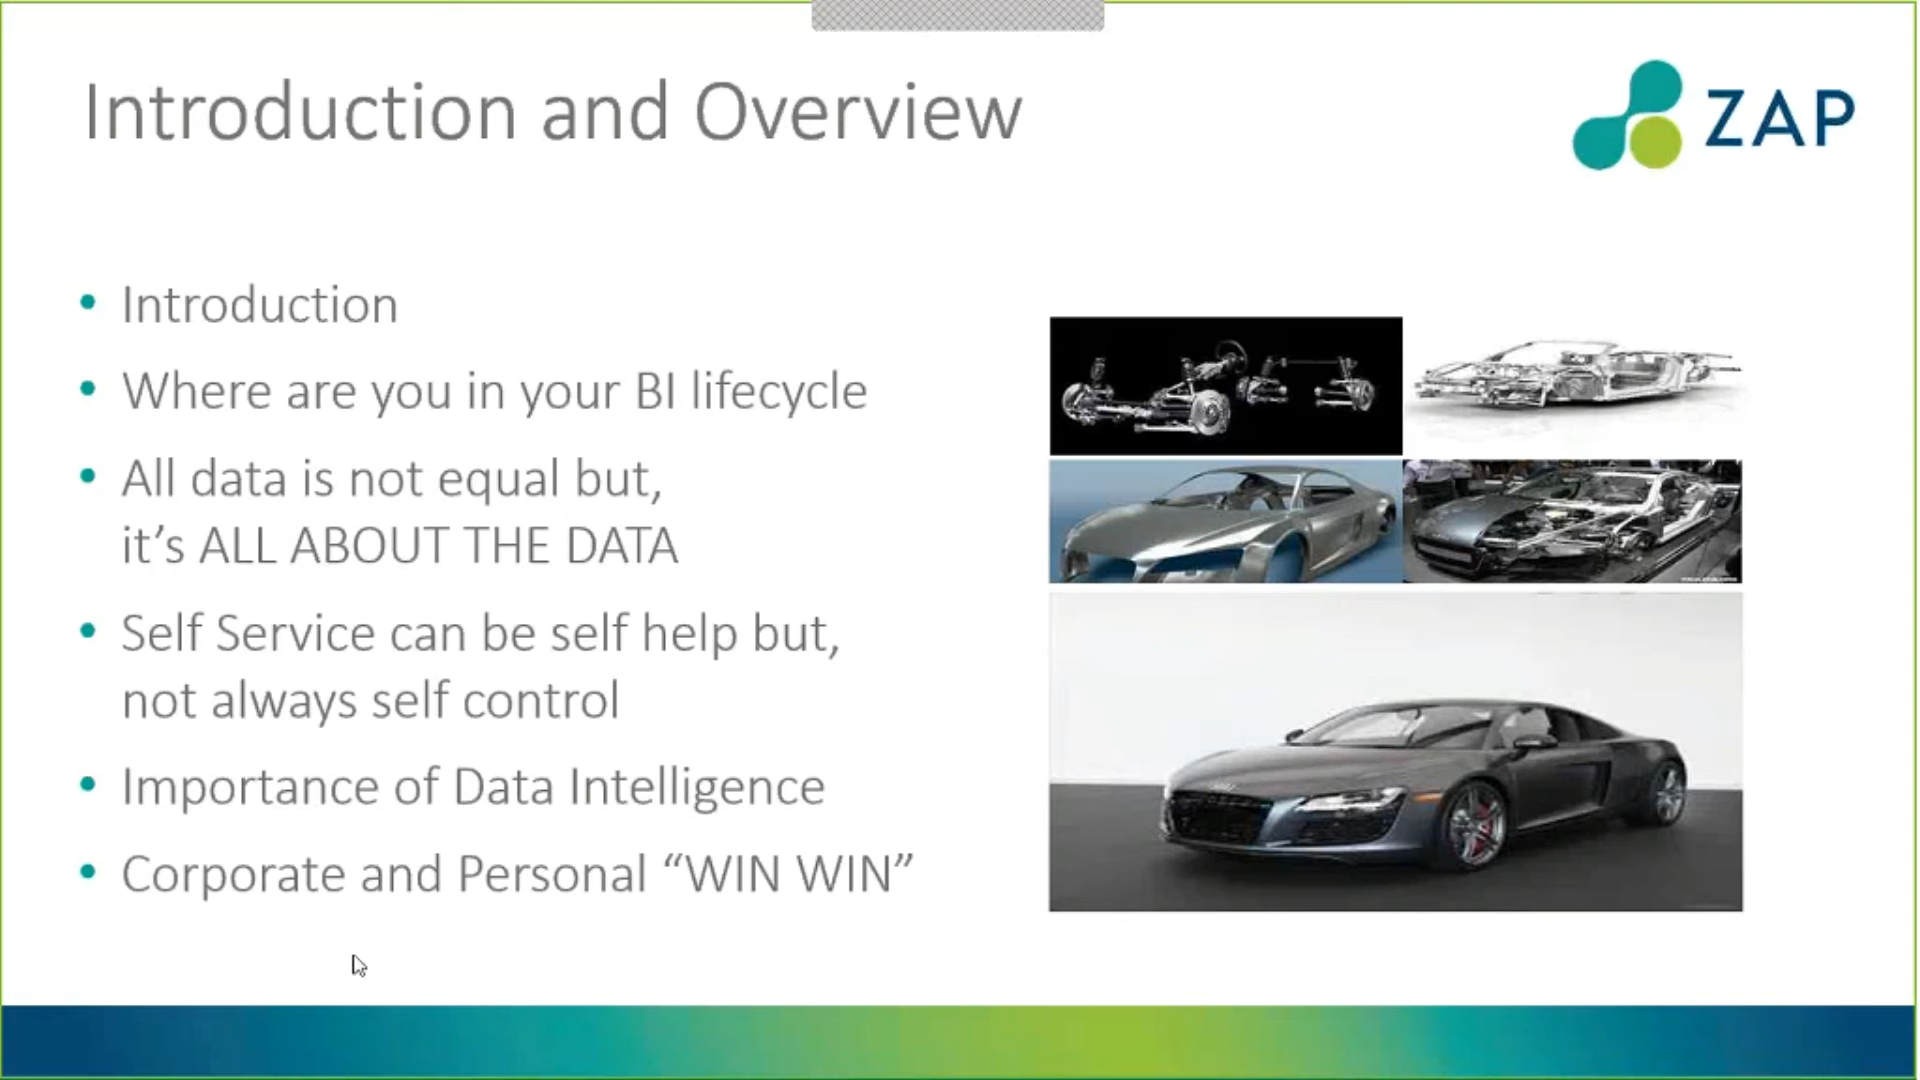 Introduction and Overview
ZAP
• Introduction
• Where are you in your BI lifecycle
• All data is not equal but,
it’s ALL ABOUT THE DATA
• Self Service can be self help but,
not always self control
• Importance of Data Intelligence
• Corporate and Personal “WIN WIN”